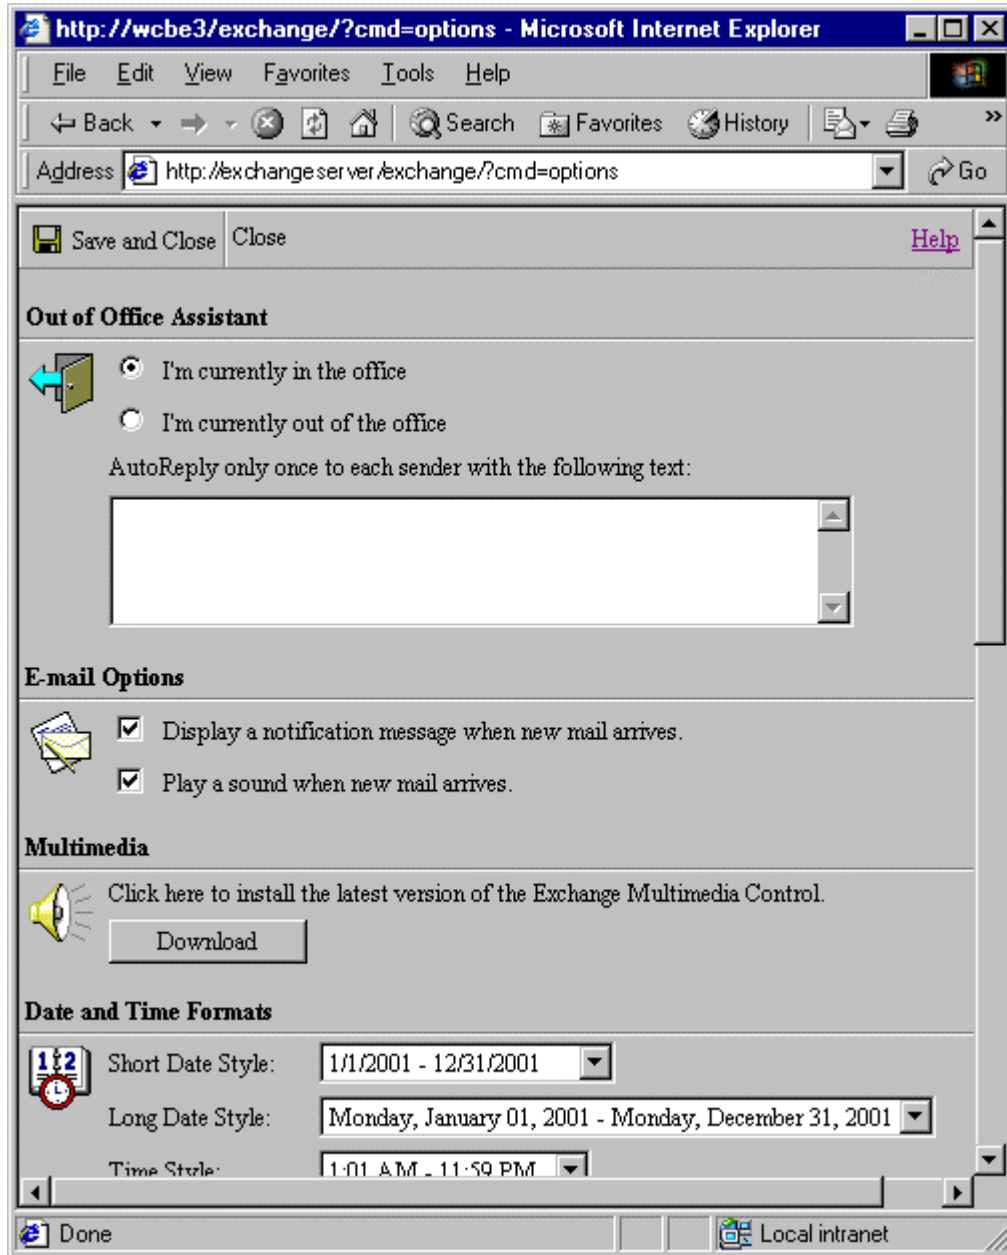 http://wcbe3/exchange/?cmd=options - Microsoft Internet Explorer
File Edit View Favorites Tools Help
Back Search Favorites History »
Address http://exchangeserver/exchange/?cmd=options Go
Save and Close Close Help
Out of Office Assistant
I'm currently in the office
I'm currently out of the office
AutoReply only once to each sender with the following text:
E-mail Options
Display a notification message when new mail arrives.
Play a sound when new mail arrives.
Multimedia
Click here to install the latest version of the Exchange Multimedia Control.
Download
Date and Time Formats
12
Short Date Style: 1/1/2001 - 12/31/2001
Long Date Style: Monday, January 01, 2001 - Monday, December 31, 2001
Time Style: 1:01 AM - 11:59 PM
Done Local intranet